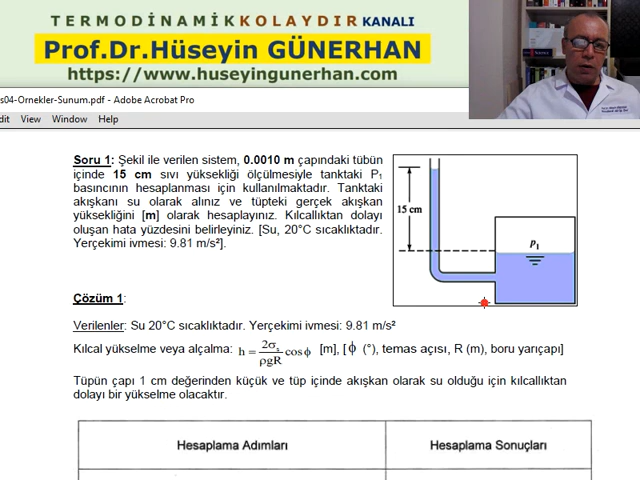 TERMODİNAMİKKOLAYDIR KANALI
Prof.Dr.Hüseyin GÜNERHAN
https://www.huseyingunerhan.com
s04-Ornekler-Sunum.pdf - Adobe Acrobat Pro
dit View Window Help
Soru 1: Şekil ile verilen sistem, 0.0010 m çapındaki tübün
içinde 15 cm sıvı yüksekliği ölçülmesiyle tanktaki P₁
basıncının hesaplanması için kullanılmaktadır. Tanktaki
akışkanı su olarak alınız ve tüpteki gerçek akışkan
yüksekliğini [m] olarak hesaplayınız. Kılcallıktan dolayı
oluşan hata yüzdesini belirleyiniz. [Su, 20°C sıcaklıktadır.
Yerçekimi ivmesi: 9.81 m/s²].
15 cm
p₁
Çözüm 1:
Verilenler: Su 20°C sıcaklıktadır. Yerçekimi ivmesi: 9.81 m/s²
Kılcal yükselme veya alçalma: h = 2σₛ/ρgR cosϕ [m], [ ϕ (°), temas açısı, R (m), boru yarıçapı]
Tüpün çapı 1 cm değerinden küçük ve tüp içinde akışkan olarak su olduğu için kılcallıktan
dolayı bir yükselme olacaktır.
Hesaplama Adımları Hesaplama Sonuçları